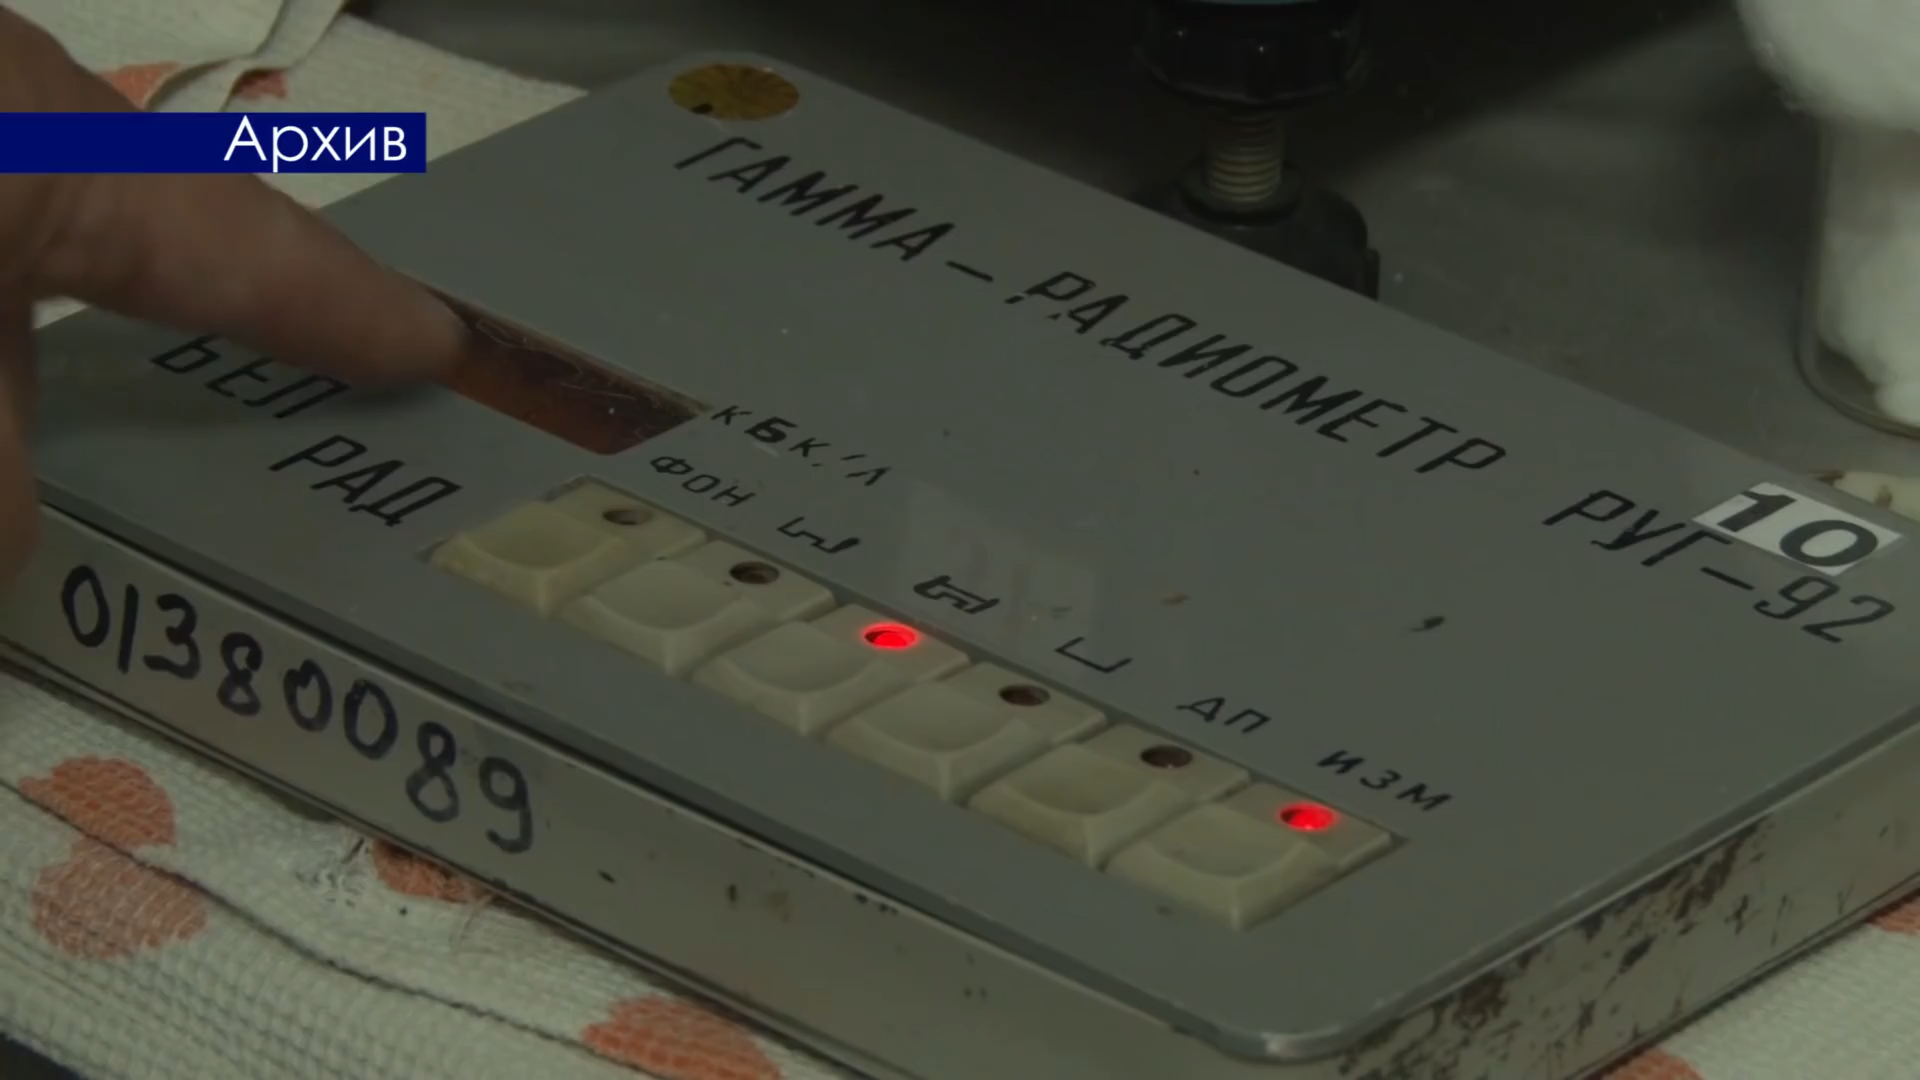 Архив
ГАММА-РАДИОМЕТР РУГ-92
10
БЕЛ
РАД
КБК/Л
ФОН
ДП
ИЗМ
01380089